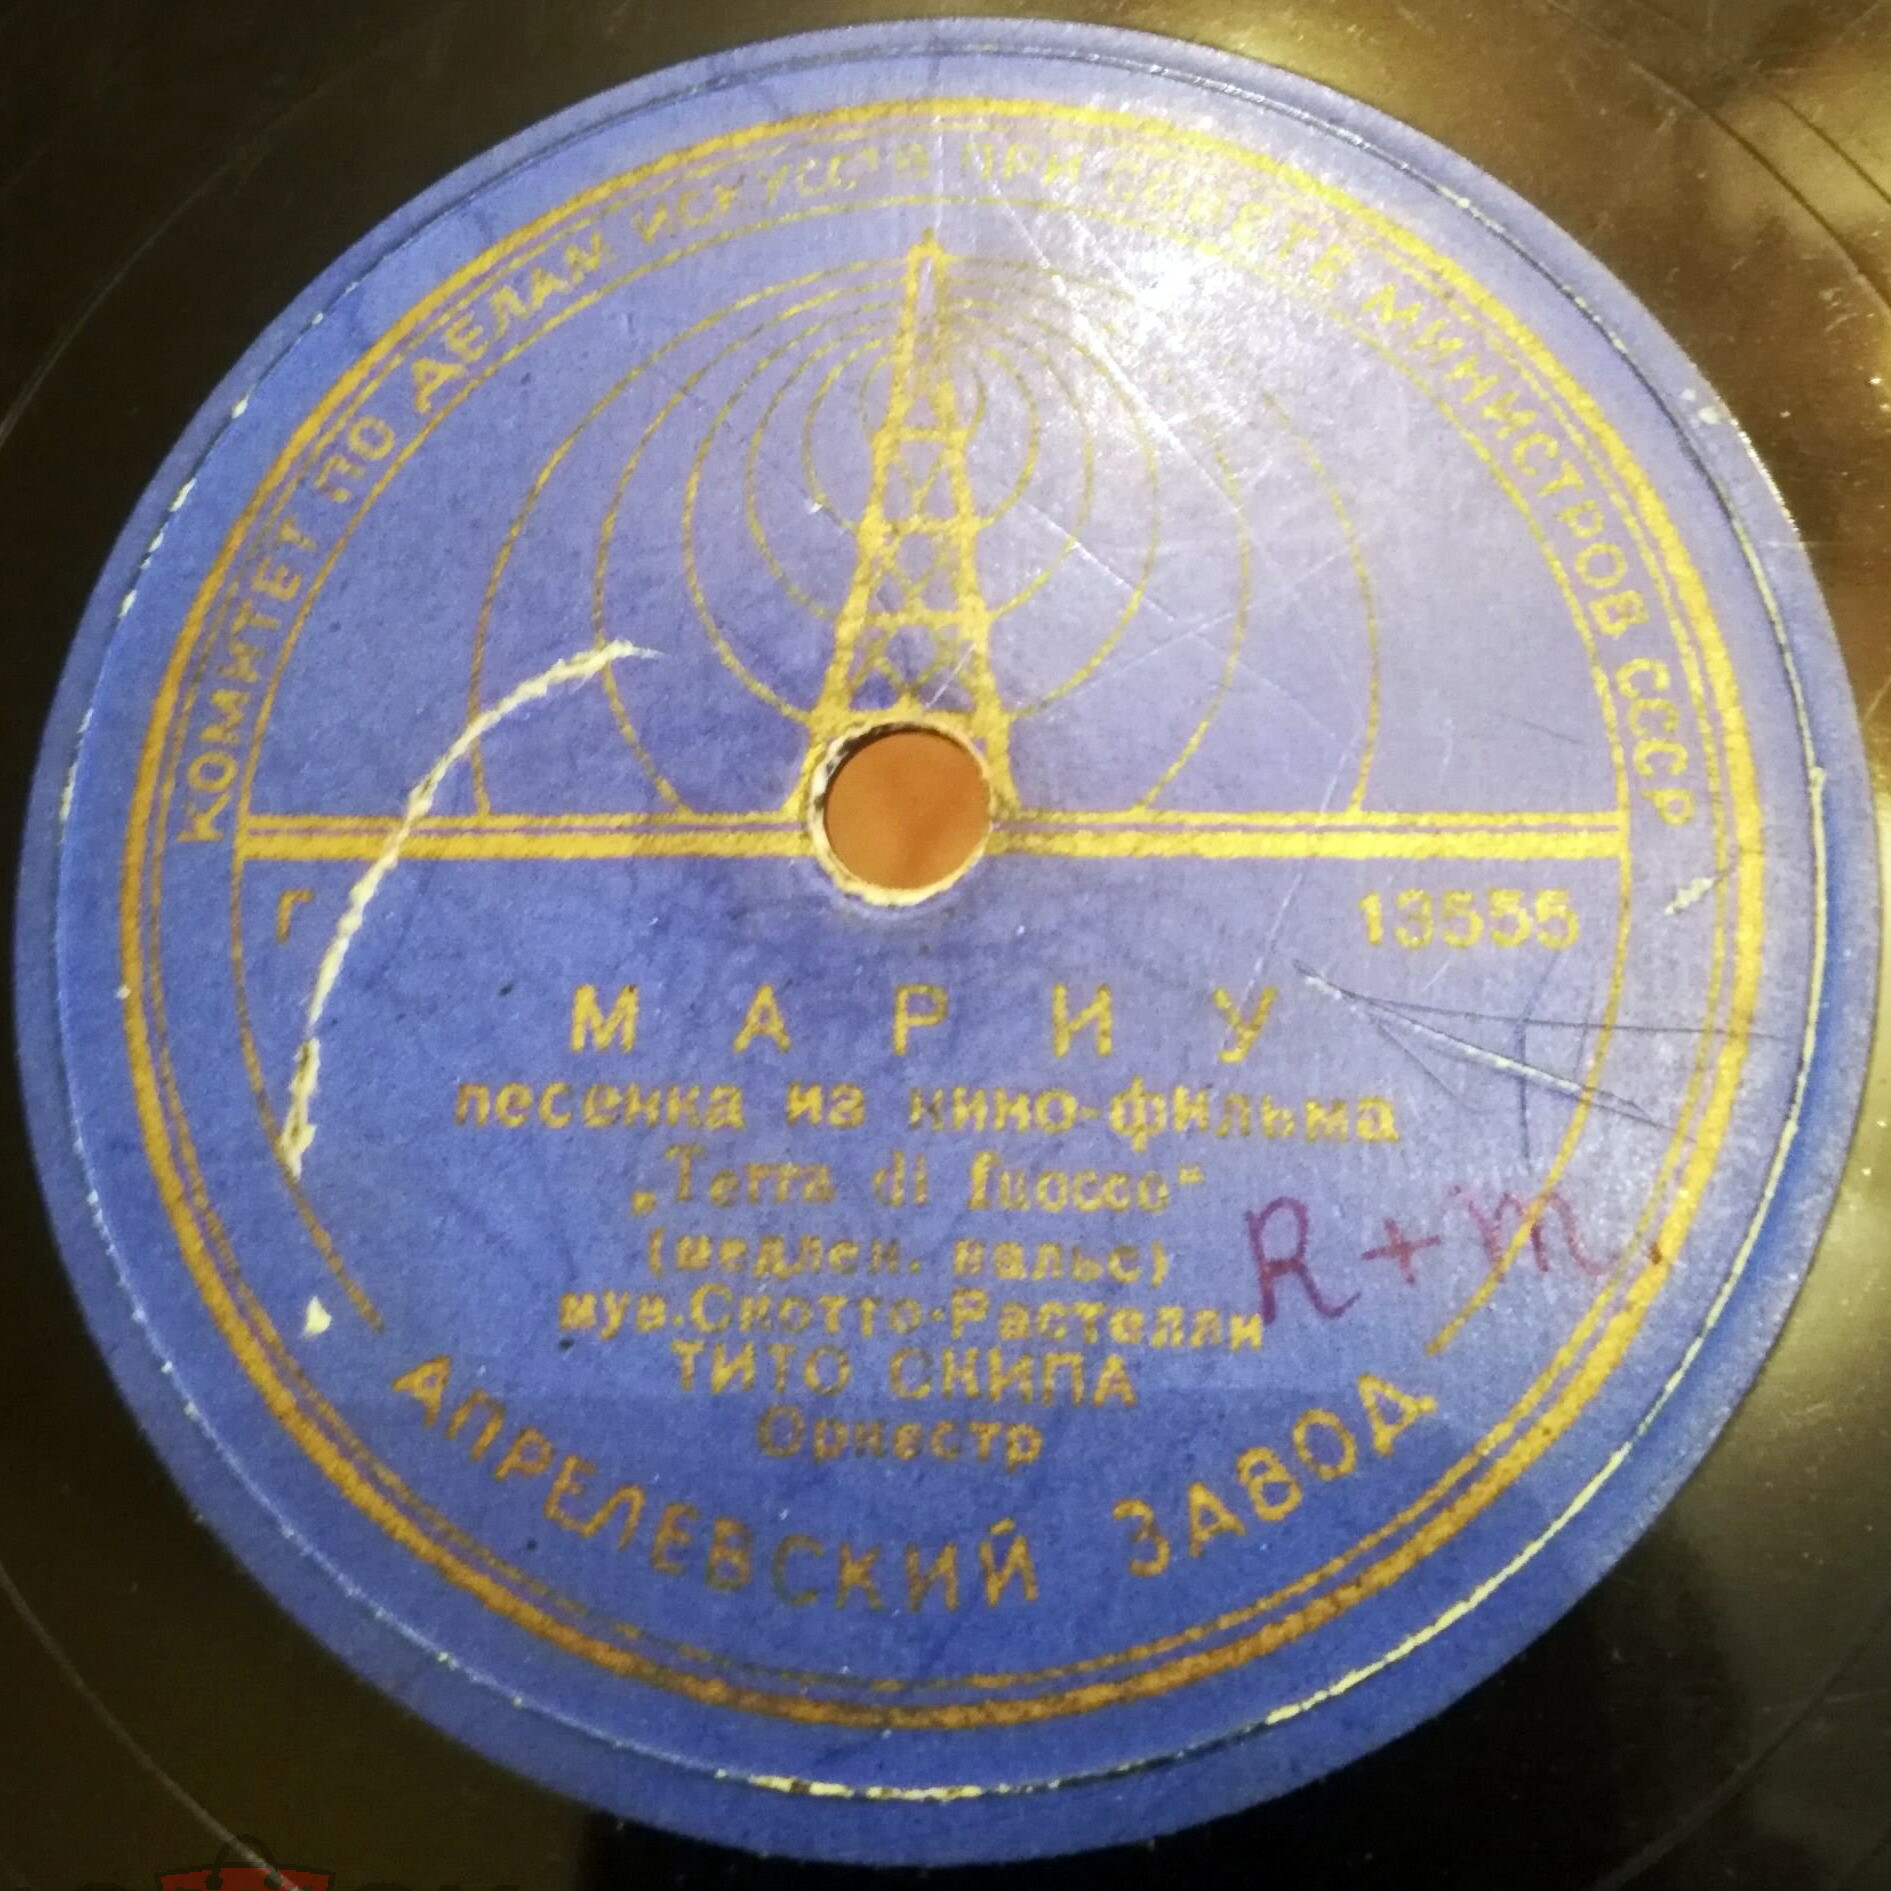 КОМИТЕТ ПО ДЕЛАМ ИСКУССТВ ПРИ СОВЕТЕ МИНИСТРОВ СССР
Г 13555
МАРИУ
песенка из кино-фильма
„Terra di fuocco“
(медлен. вальс)
муз. Скотто-Растелли
ТИТО СКИПА
Оркестр
R + m.
АПРЕЛЕВСКИЙ ЗАВОД